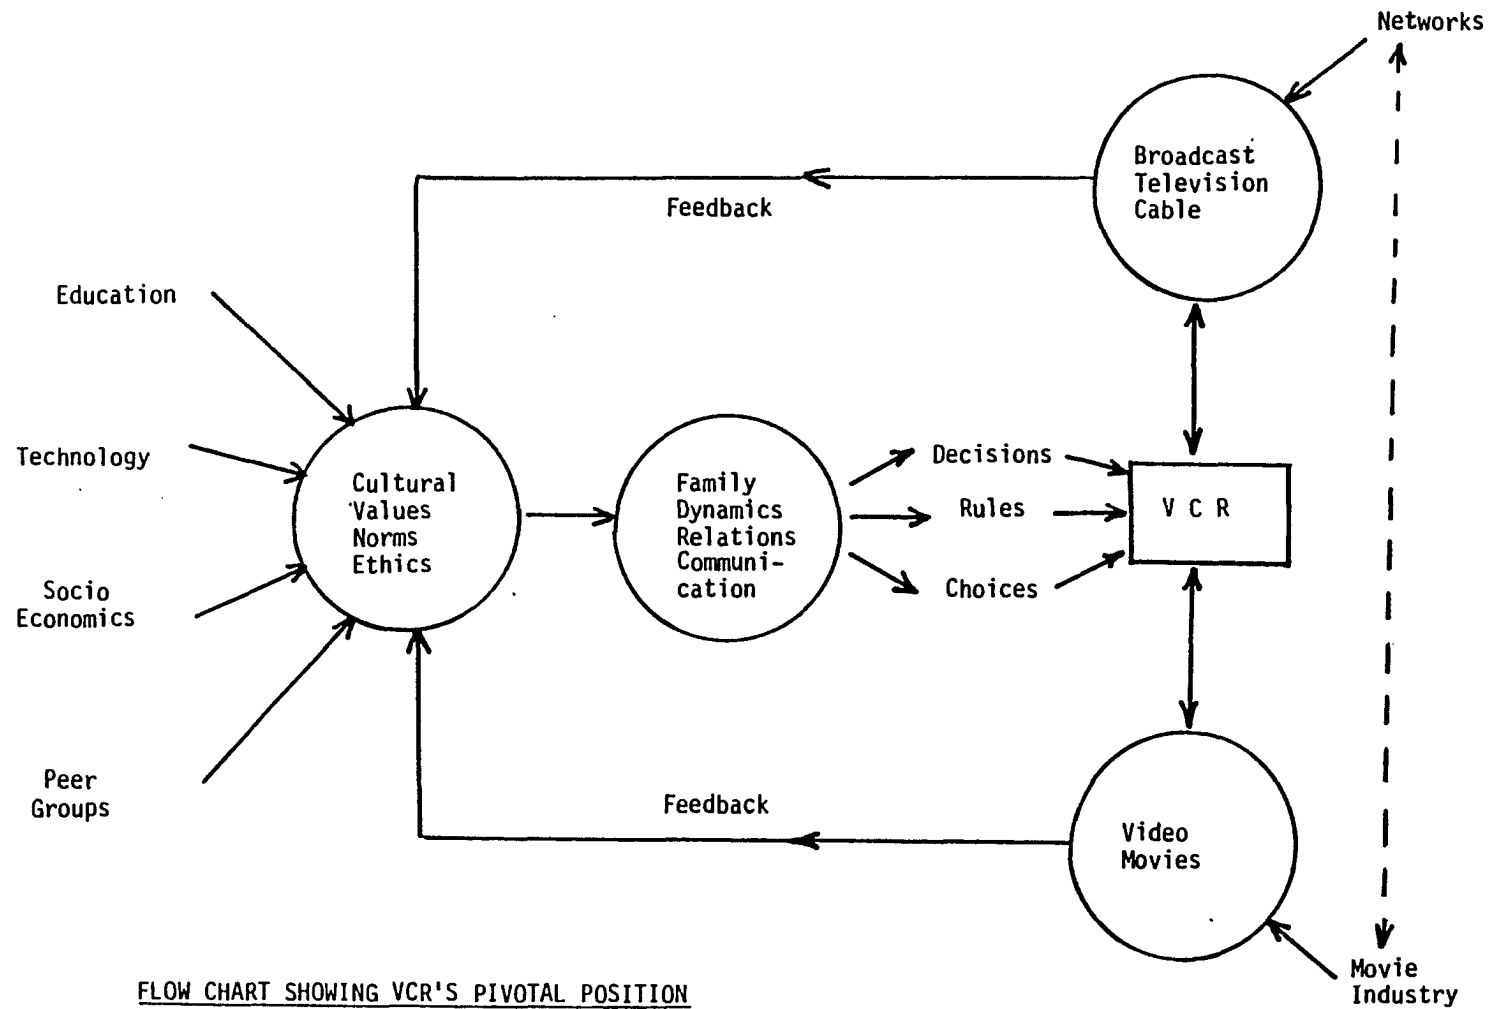 Networks
Broadcast
Television
Cable
Feedback
Education
Technology
Socio
Economics
Peer
Groups
Cultural
Values
Norms
Ethics
Family
Dynamics
Relations
Communi-
cation
Decisions
Rules
Choices
V C R
Feedback
Video
Movies
Movie
Industry
FLOW CHART SHOWING VCR'S PIVOTAL POSITION